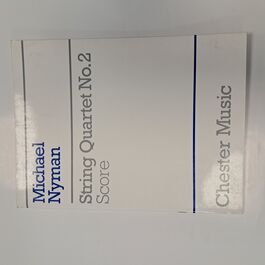 Michael
Nyman
String Quartet No. 2
Score
Chester Music